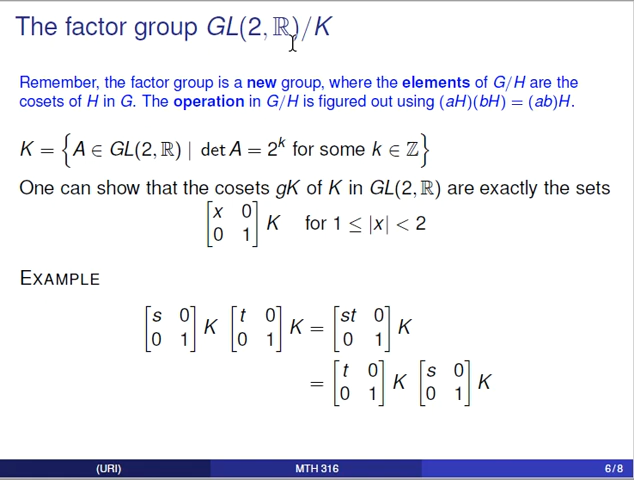 The factor group GL(2, ℝ)/K
Remember, the factor group is a new group, where the elements of G/H are the
cosets of H in G. The operation in G/H is figured out using (aH)(bH) = (ab)H.
K = {A ∈ GL(2, ℝ) | det A = 2^k for some k ∈ ℤ}
One can show that the cosets gK of K in GL(2, ℝ) are exactly the sets
[x 0
0 1] K for 1 ≤ |x| < 2
EXAMPLE
[s 0
0 1] K [t 0
0 1] K = [st 0
0 1] K
= [t 0
0 1] K [s 0
0 1] K
(URI) MTH 316 6/8